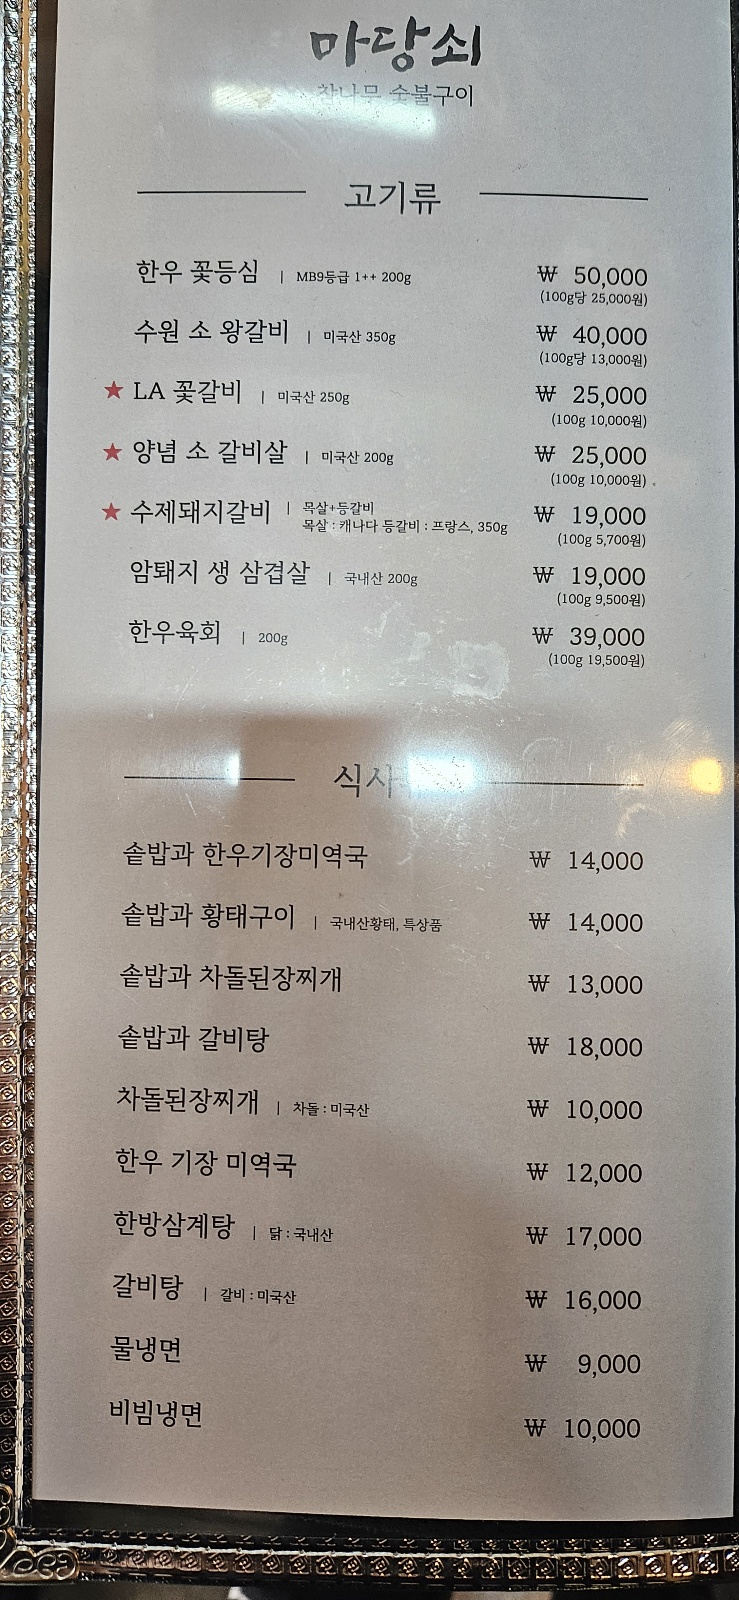 마당쇠
참나무 숯불구이
고기류
한우 꽃등심 | MB9등급 1++ 200g ₩ 50,000
(100g당 25,000원)
수원 소 왕갈비 | 미국산 350g ₩ 40,000
(100g당 13,000원)
★ LA 꽃갈비 | 미국산 250g ₩ 25,000
(100g 10,000원)
★ 양념 소 갈비살 | 미국산 200g ₩ 25,000
(100g 10,000원)
★ 수제돼지갈비 | 목살+등갈비 ₩ 19,000
목살 : 캐나다 등갈비 : 프랑스, 350g
(100g 5,700원)
암퇘지 생 삼겹살 | 국내산 200g ₩ 19,000
(100g 9,500원)
한우육회 | 200g ₩ 39,000
(100g 19,500원)
식사
솥밥과 한우기장미역국 ₩ 14,000
솥밥과 황태구이 | 국내산황태, 특상품 ₩ 14,000
솥밥과 차돌된장찌개 ₩ 13,000
솥밥과 갈비탕 ₩ 18,000
차돌된장찌개 | 차돌 : 미국산 ₩ 10,000
한우 기장 미역국 ₩ 12,000
한방삼계탕 | 닭 : 국내산 ₩ 17,000
갈비탕 | 갈비 : 미국산 ₩ 16,000
물냉면 ₩ 9,000
비빔냉면 ₩ 10,000